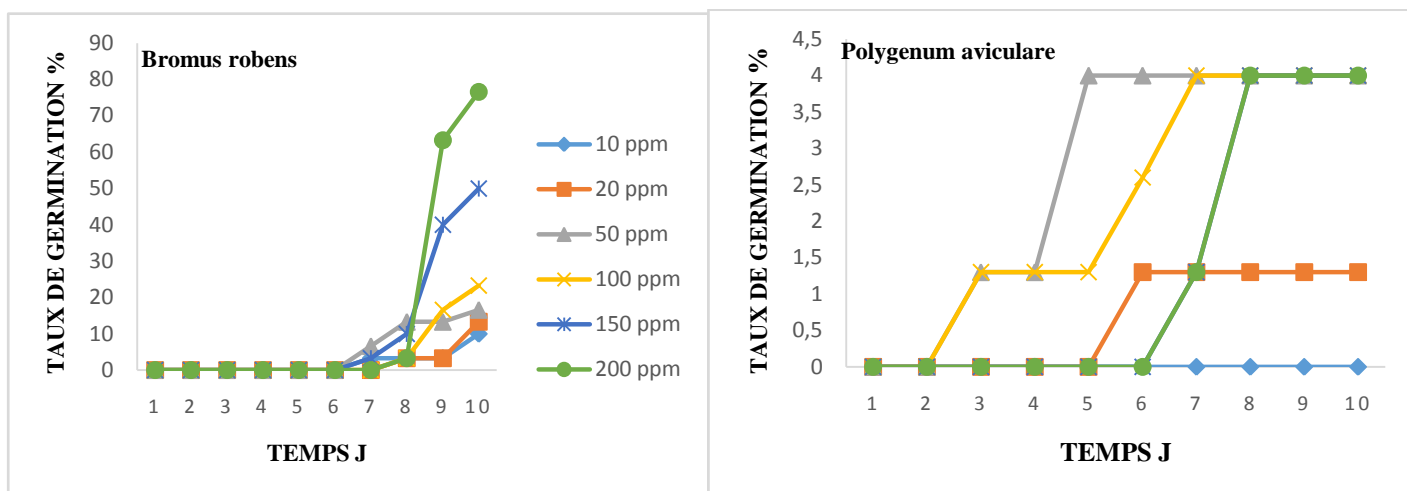 Bromus robens
TAUX DE GERMINATION %
90
80
70
60
50
40
30
20
10
0
1 2 3 4 5 6 7 8 9 10
TEMPS J
10 ppm
20 ppm
50 ppm
100 ppm
150 ppm
200 ppm
Polygenum aviculare
TAUX DE GERMINATION %
4,5
4
3,5
3
2,5
2
1,5
1
0,5
0
1 2 3 4 5 6 7 8 9 10
TEMPS J